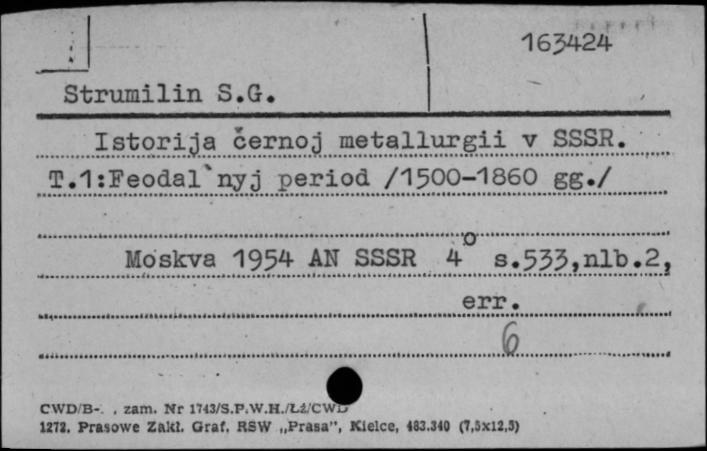 163424
Strumilin S.G.
Istorija černoj metallurgii v SSSR.
T.1:Feodal`nyj period /1500-1860 gg./
Moskva 1954 AN SSSR 4° s.533,nlb.2,
err.
6
CWD/B-. , zam. Nr 1743/S.P.W.H./Łż/CWD
1272. Prasowe Zakł. Graf. RSW „Prasa”, Kielce, 483.340 (7,5x12,5)